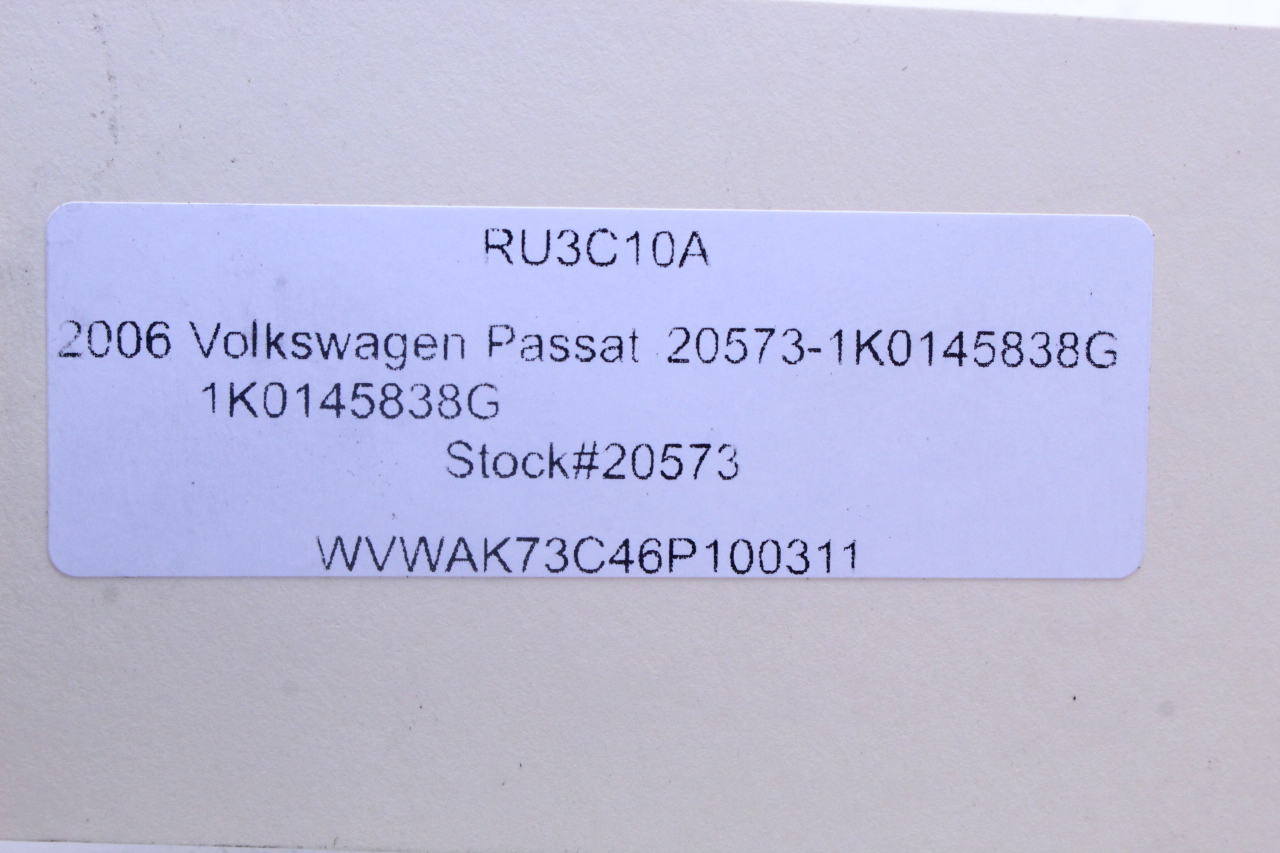 RU3C10A
2006 Volkswagen Passat 20573-1K0145838G
1K0145838G
Stock#20573
WVWAK73C46P100311